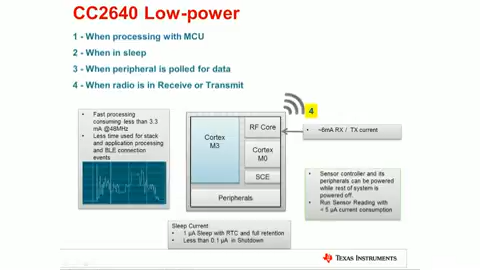 CC2640 Low-power
1 - When processing with MCU
2 - When in sleep
3 - When peripheral is polled for data
4 - When radio is in Receive or Transmit
• Fast processing
consuming less than 3.3
mA @48MHz
• Less time used for stack
and application processing
and BLE connection
events
Cortex
M3
RF Core
Cortex
M0
SCE
Peripherals
4
~6mA RX / TX current
• Sensor controller and its
peripherals can be powered
while rest of system is
powered off.
• Run Sensor Reading with
< 5 µA current consumption
Sleep Current
• 1 µA Sleep with RTC and full retention
• Less than 0.1 µA in Shutdown
TEXAS INSTRUMENTS